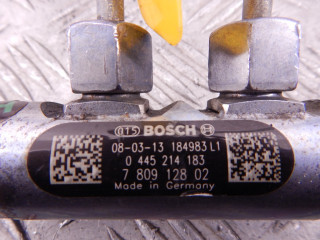 BOSCH
08-03-13 184983 L1
0 445 214 183
7 809 128 02
Made in Germany